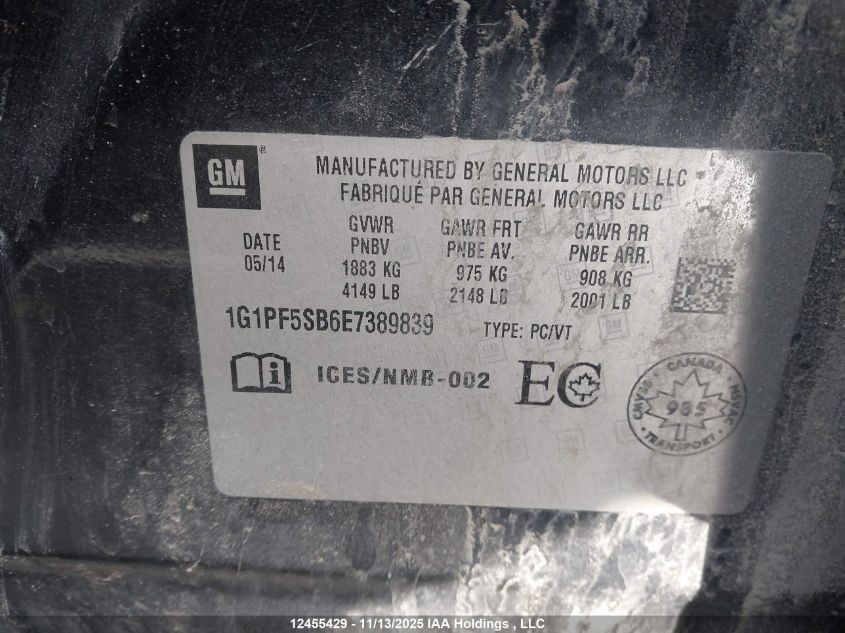 GM ®
MANUFACTURED BY GENERAL MOTORS LLC
FABRIQUÉ PAR GENERAL MOTORS LLC
DATE
05/14
GVWR
PNBV
1883 KG
4149 LB
GAWR FRT
PNBE AV.
975 KG
2148 LB
GAWR RR
PNBE ARR.
908 KG
2001 LB
1G1PF5SB6E7389839
TYPE: PC/VT
i
ICES/NMB-002
EC
CANADA
CMVSS
NSVAC
985
TRANSPORT
12455429 - 11/13/2025 IAA Holdings , LLC